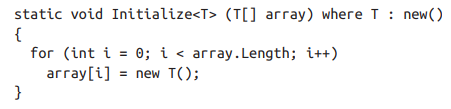 static void Initialize<T> (T[] array) where T : new()
{
  for (int i = 0; i < array.Length; i++)
    array[i] = new T();
}